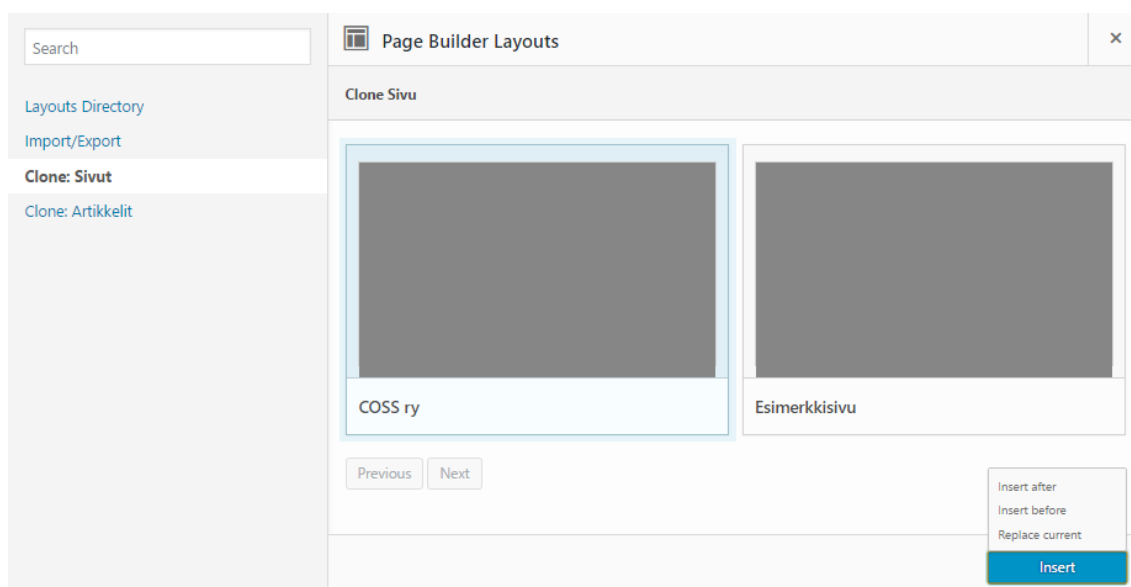 Search
Layouts Directory
Import/Export
Clone: Sivut
Clone: Artikkelit
Page Builder Layouts
Clone Sivu
COSS ry
Esimerkkisivu
Previous
Next
Insert after
Insert before
Replace current
Insert